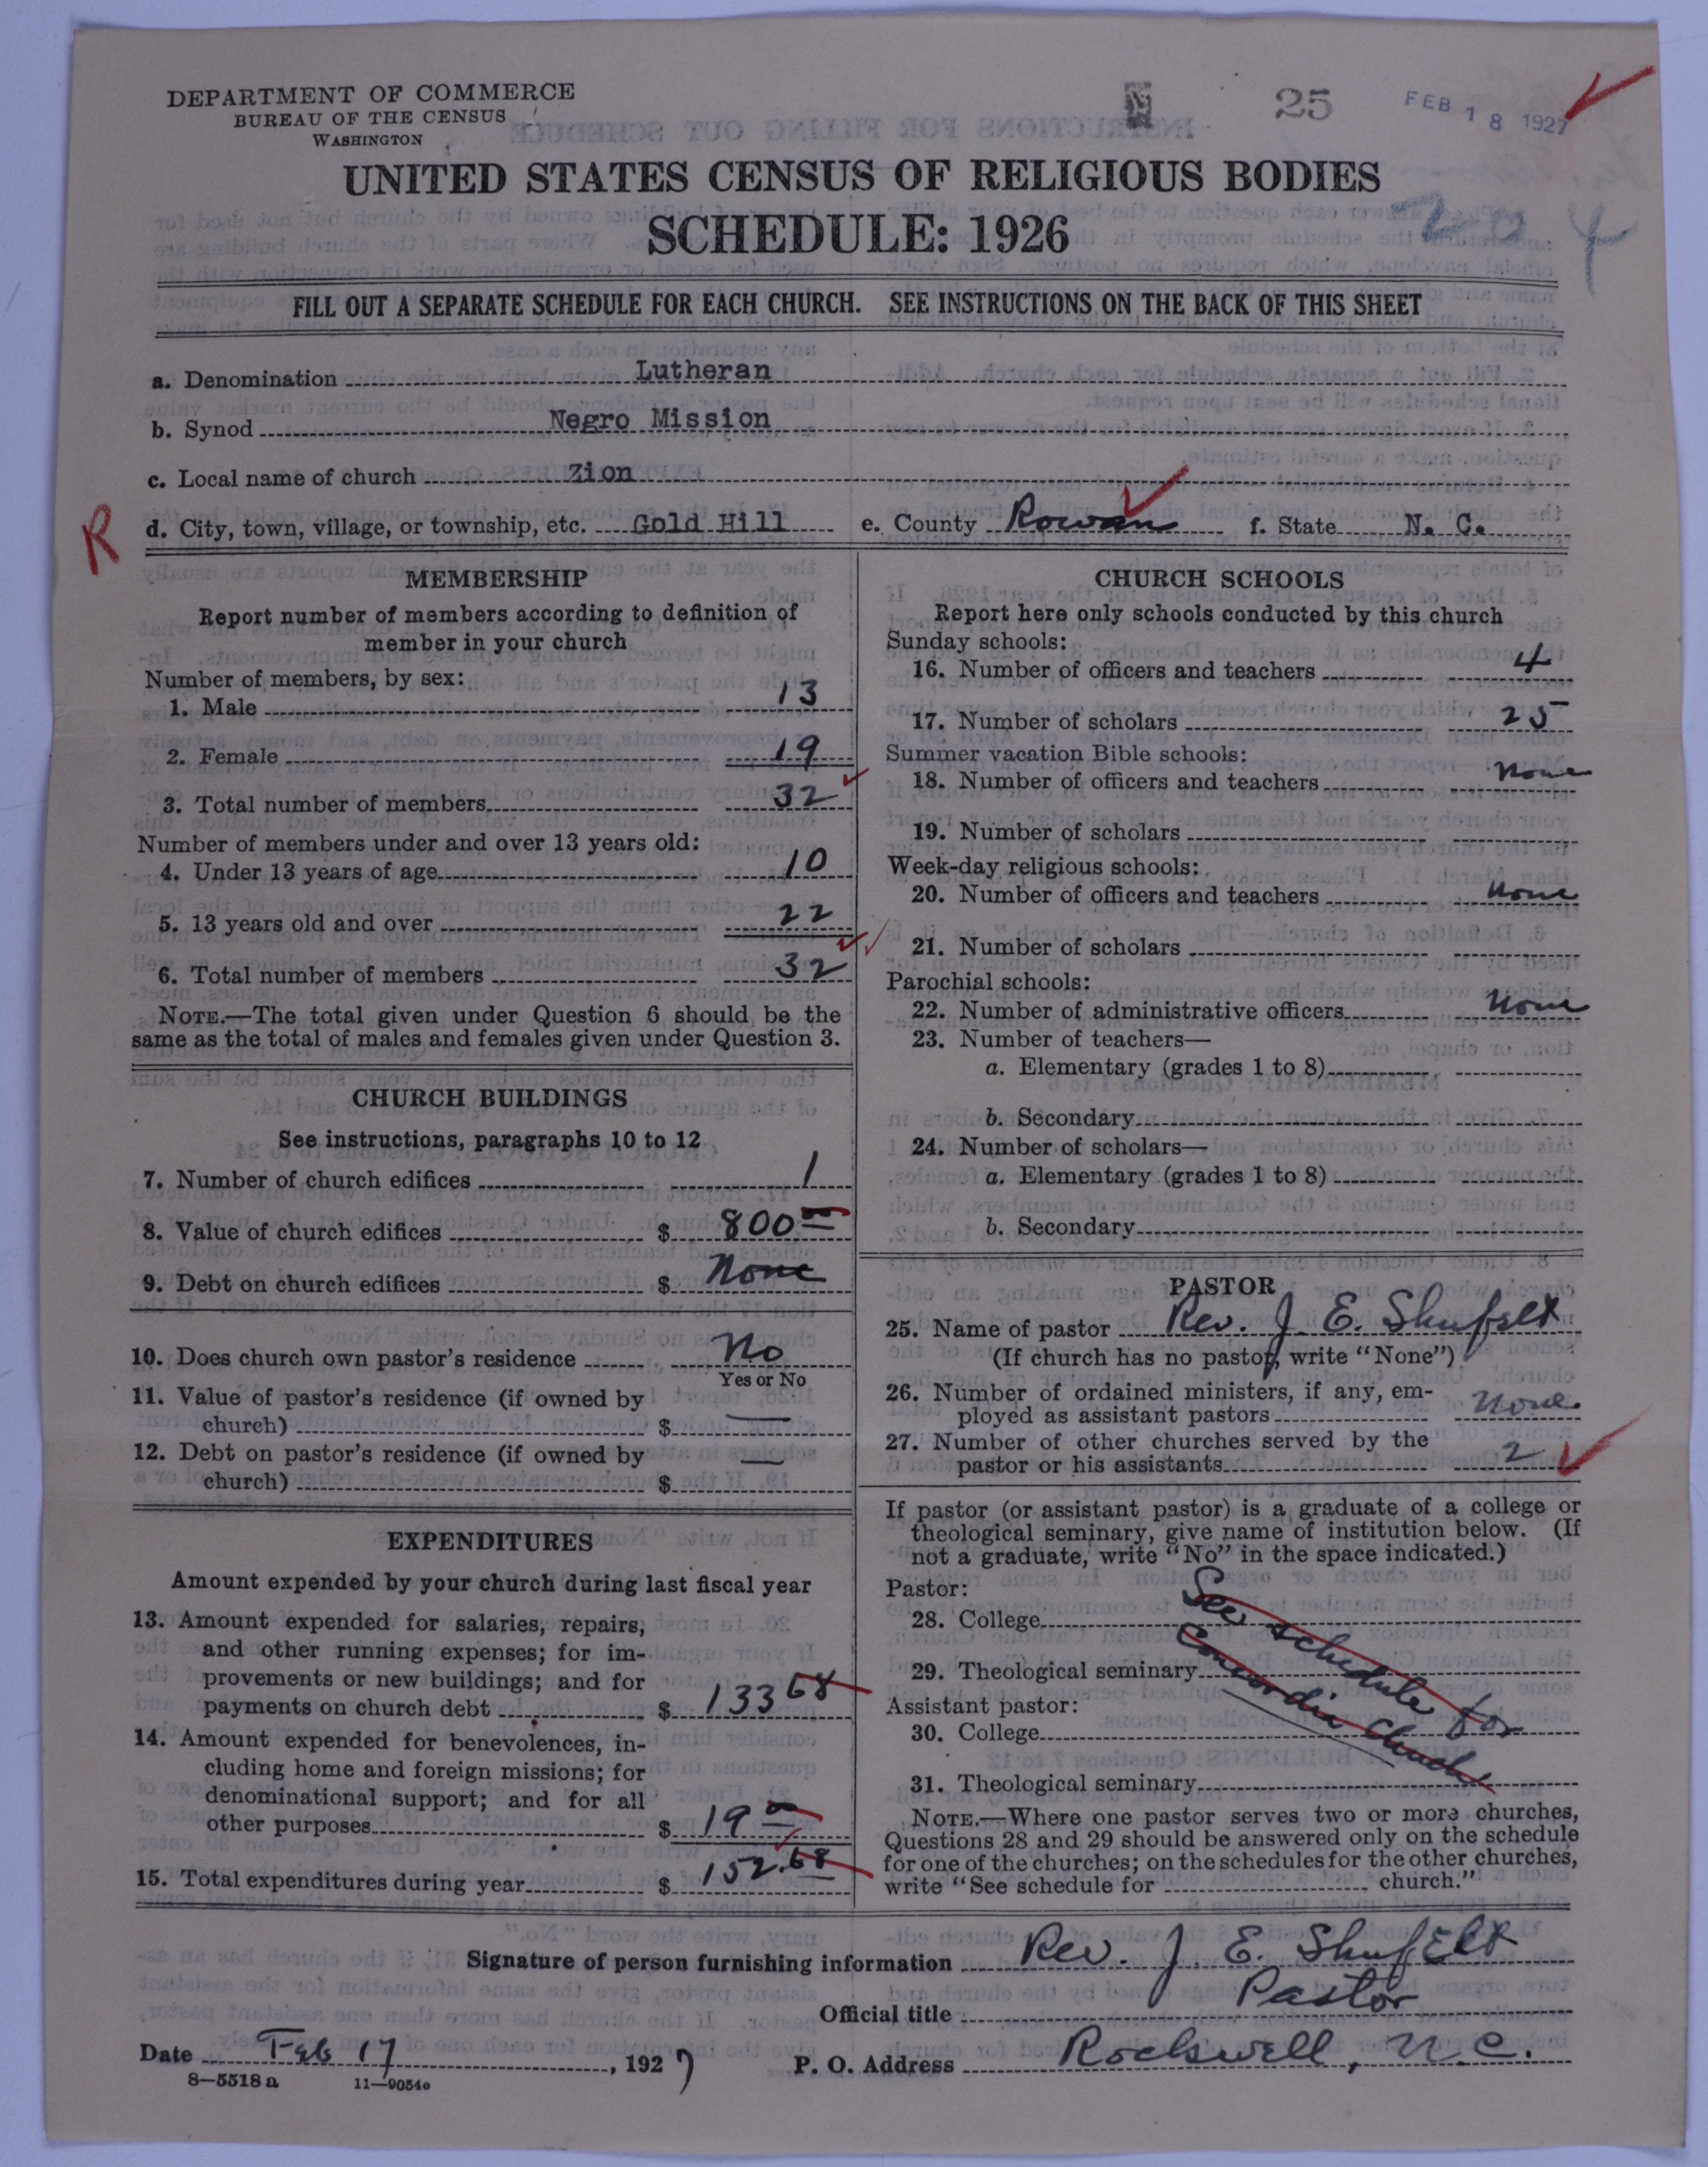 DEPARTMENT OF COMMERCE
BUREAU OF THE CENSUS
WASHINGTON
25
FEB 18 1927
UNITED STATES CENSUS OF RELIGIOUS BODIES
SCHEDULE: 1926
20
4
FILL OUT A SEPARATE SCHEDULE FOR EACH CHURCH. SEE INSTRUCTIONS ON THE BACK OF THIS SHEET
a. Denomination Lutheran
b. Synod Negro Mission
c. Local name of church Zion
R
d. City, town, village, or township, etc. Gold Hill e. County Rowan f. State N. C.
MEMBERSHIP
Report number of members according to definition of
member in your church
Number of members, by sex:
1. Male 13
2. Female 19
3. Total number of members 32
Number of members under and over 13 years old:
4. Under 13 years of age 10
5. 13 years old and over 22
6. Total number of members 32
NOTE.—The total given under Question 6 should be the
same as the total of males and females given under Question 3.
CHURCH BUILDINGS
See instructions, paragraphs 10 to 12
7. Number of church edifices 1
8. Value of church edifices $ 800 00
9. Debt on church edifices $ None
10. Does church own pastor's residence No
Yes or No
11. Value of pastor's residence (if owned by
church) $ —
12. Debt on pastor's residence (if owned by
church) $ —
EXPENDITURES
Amount expended by your church during last fiscal year
13. Amount expended for salaries, repairs,
and other running expenses; for im-
provements or new buildings; and for
payments on church debt $ 133 68
14. Amount expended for benevolences, in-
cluding home and foreign missions; for
denominational support; and for all
other purposes $ 19 00
15. Total expenditures during year $ 152.68
CHURCH SCHOOLS
Report here only schools conducted by this church
Sunday schools:
16. Number of officers and teachers 4
17. Number of scholars 25
Summer vacation Bible schools:
18. Number of officers and teachers None
19. Number of scholars
Week-day religious schools:
20. Number of officers and teachers None
21. Number of scholars
Parochial schools:
22. Number of administrative officers None
23. Number of teachers—
a. Elementary (grades 1 to 8)
b. Secondary
24. Number of scholars—
a. Elementary (grades 1 to 8)
b. Secondary
PASTOR
25. Name of pastor Rev. J. E. Shufelt
(If church has no pastor, write "None")
26. Number of ordained ministers, if any, em-
ployed as assistant pastors None.
27. Number of other churches served by the
pastor or his assistants 2
If pastor (or assistant pastor) is a graduate of a college or
theological seminary, give name of institution below. (If
not a graduate, write "No" in the space indicated.)
Pastor:
28. College
29. Theological seminary
Assistant pastor:
30. College
31. Theological seminary
See schedule for
Concordia Church
NOTE.—Where one pastor serves two or more churches,
Questions 28 and 29 should be answered only on the schedule
for one of the churches; on the schedules for the other churches,
write "See schedule for church."
Signature of person furnishing information Rev. J. E. Shufelt
Official title Pastor
Date Feb 17, 1927 P. O. Address Rockwell, N.C.
8—5518 a 11—9054c